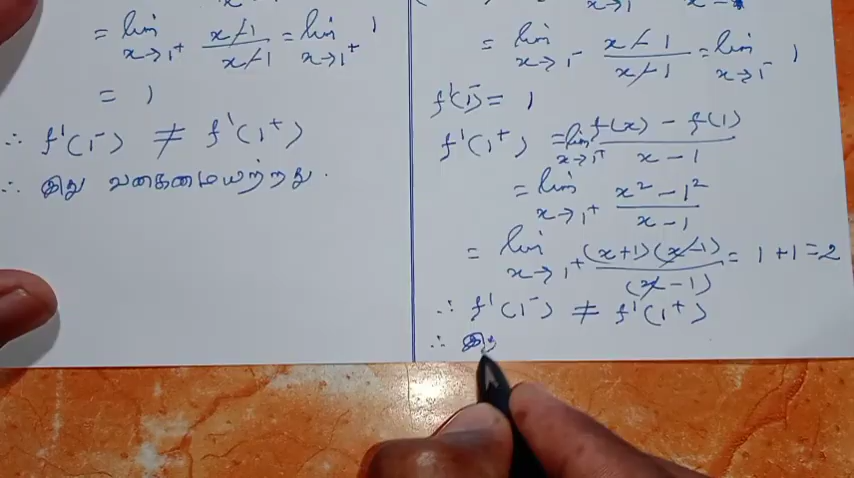 = lim x→1⁺ x-1/x-1 = lim x→1⁺ 1
= 1
∴ f'(1⁻) ≠ f'(1⁺)
∴ இது வகைமையற்றது.
x→1
= lim x→1⁻ x-1/x-1 = lim x→1⁻ 1
f'(1⁻) = 1
f'(1⁺) = lim x→1⁺ f(x) - f(1)/x - 1
= lim x→1⁺ x² - 1²/x - 1
= lim x→1⁺ (x+1)(x-1)/(x-1) = 1 + 1 = 2
∴ f'(1⁻) ≠ f'(1⁺)
∴ இது